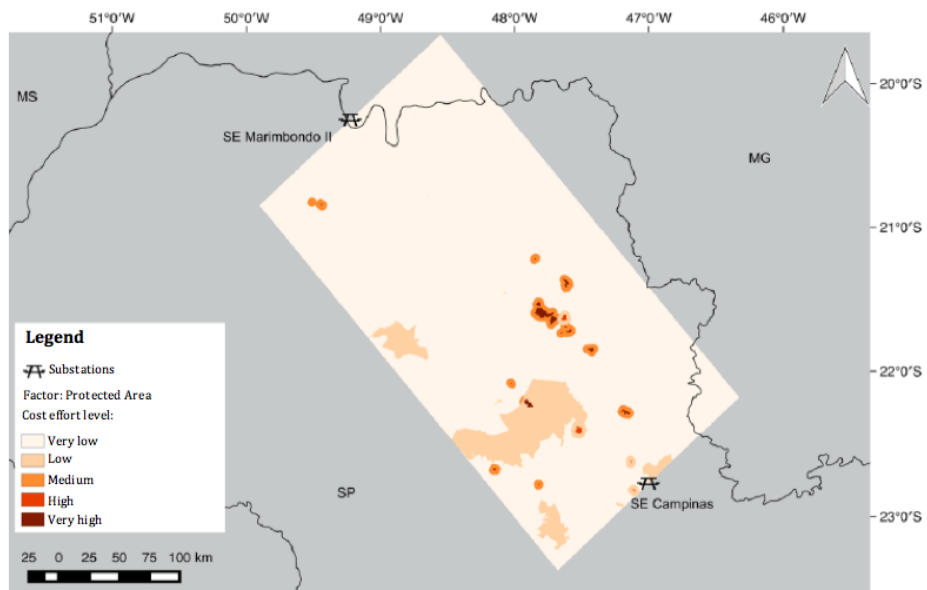 51°0'W 50°0'W 49°0'W 48°0'W 47°0'W 46°0'W
20°0'S
MS
SE Marimbondo II
MG
21°0'S
Legend
Substations
Factor: Protected Area
Cost effort level:
Very low
Low
Medium
High
Very high
22°0'S
SP
SE Campinas
23°0'S
25 0 25 50 75 100 km